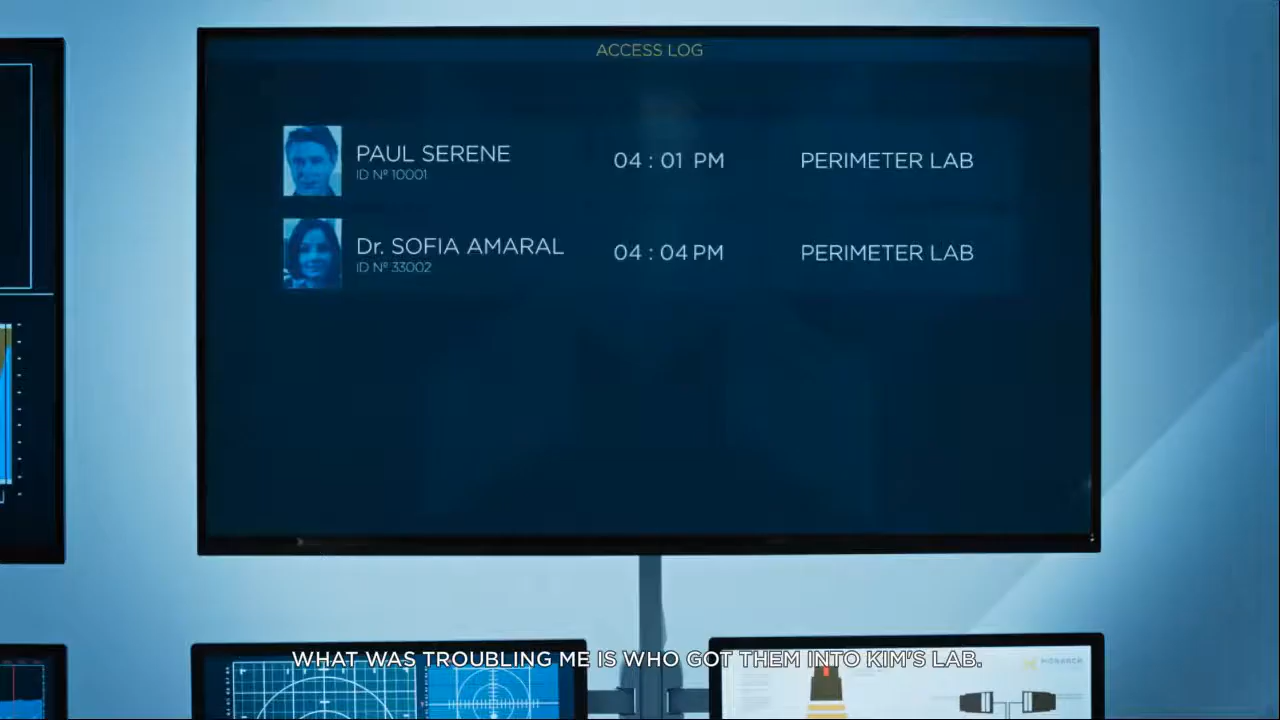 ACCESS LOG
PAUL SERENE
ID Nº 10001
04 : 01 PM
PERIMETER LAB
Dr. SOFIA AMARAL
ID Nº 33002
04 : 04 PM
PERIMETER LAB
WHAT WAS TROUBLING ME IS WHO GOT THEM INTO KIM'S LAB.
MONARCH